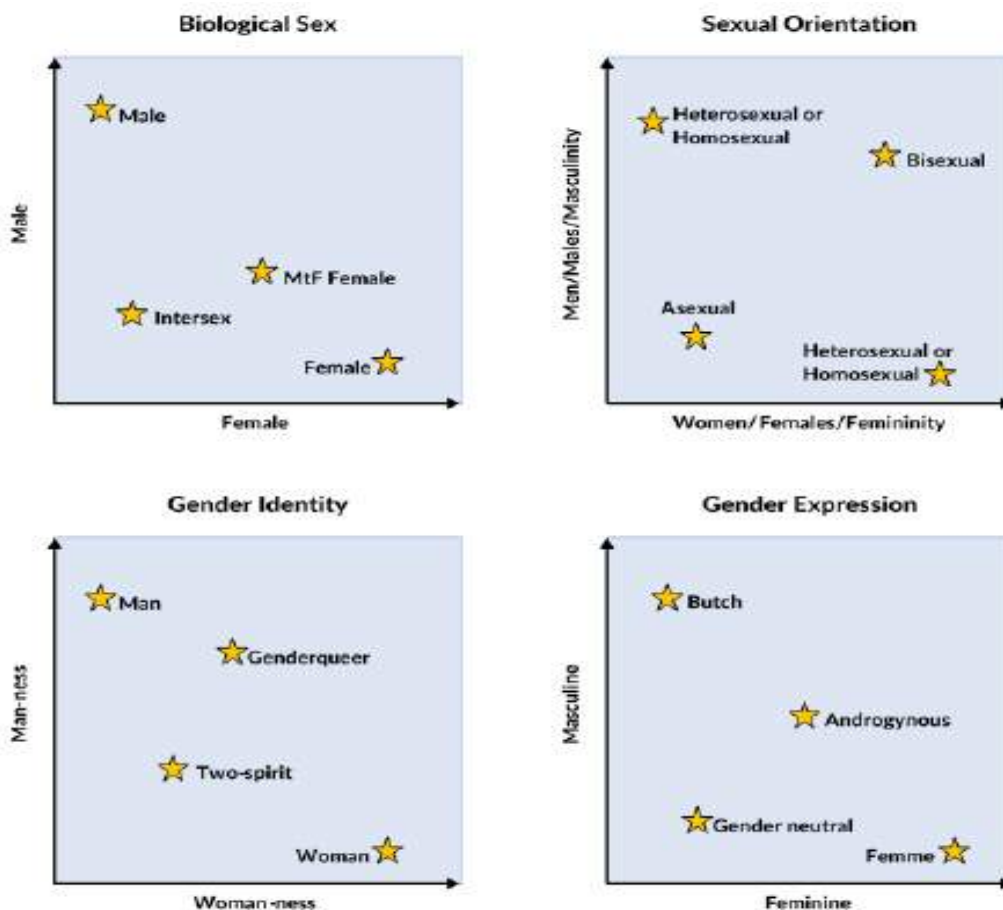 Biological Sex
Male
Male
MtF Female
Intersex
Female
Female
Sexual Orientation
Men/Males/Masculinity
Heterosexual or
Homosexual
Bisexual
Asexual
Heterosexual or
Homosexual
Women/Females/Femininity
Gender Identity
Man-ness
Man
Genderqueer
Two-spirit
Woman
Woman-ness
Gender Expression
Masculine
Butch
Androgynous
Gender neutral
Femme
Feminine